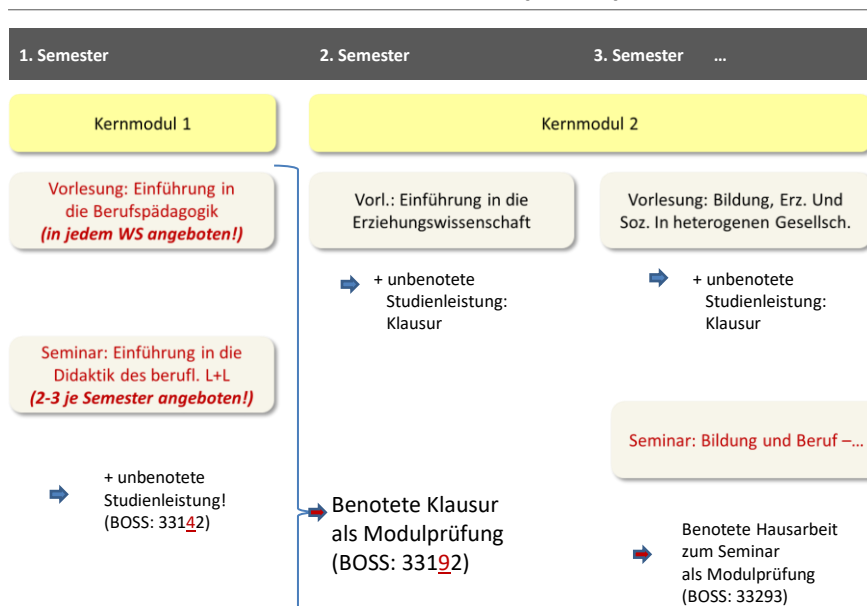 1. Semester
2. Semester
3. Semester ...
Kernmodul 1
Kernmodul 2
Vorlesung: Einführung in
die Berufspädagogik
(in jedem WS angeboten!)
Vorl.: Einführung in die
Erziehungswissenschaft
Vorlesung: Bildung, Erz. Und
Soz. In heterogenen Gesellsch.
+ unbenotete
Studienleistung:
Klausur
+ unbenotete
Studienleistung:
Klausur
Seminar: Einführung in die
Didaktik des berufl. L+L
(2-3 je Semester angeboten!)
Seminar: Bildung und Beruf –...
+ unbenotete
Studienleistung!
(BOSS: 33142)
Benotete Klausur
als Modulprüfung
(BOSS: 33192)
Benotete Hausarbeit
zum Seminar
als Modulprüfung
(BOSS: 33293)